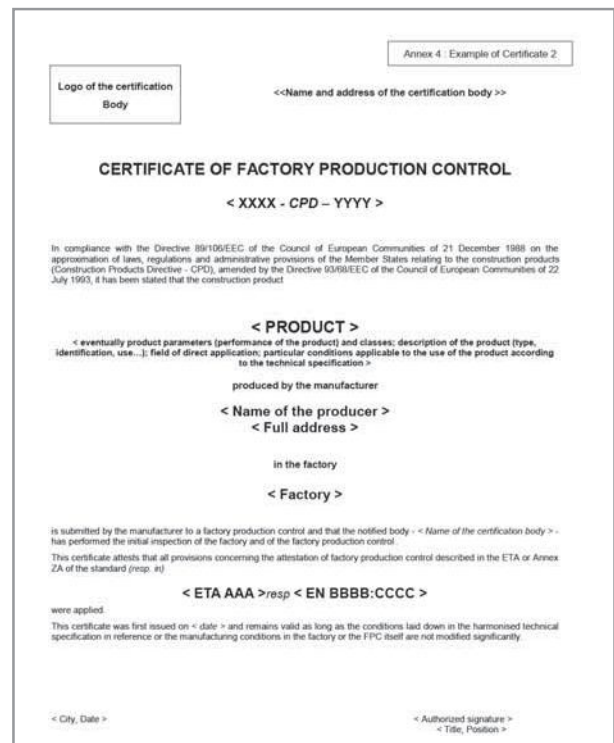 Annex 4 : Example of Certificate 2
Logo of the certification
Body
<<Name and address of the certification body >>
CERTIFICATE OF FACTORY PRODUCTION CONTROL
< XXXX - CPD – YYYY >
In compliance with the Directive 89/106/EEC of the Council of European Communities of 21 December 1988 on the
approximation of laws, regulations and administrative provisions of the Member States relating to the construction products
(Construction Products Directive - CPD), amended by the Directive 93/68/EEC of the Council of European Communities of 22
July 1993, it has been stated that the construction product
< PRODUCT >
< eventually product parameters (performance of the product) and classes; description of the product (type,
identification, use...); field of direct application; particular conditions applicable to the use of the product according
to the technical specification >
produced by the manufacturer
< Name of the producer >
< Full address >
in the factory
< Factory >
is submitted by the manufacturer to a factory production control and that the notified body - < Name of the certification body > -
has performed the initial inspection of the factory and of the factory production control.
This certificate attests that all provisions concerning the attestation of factory production control described in the ETA or Annex
ZA of the standard (resp. in)
< ETA AAA >resp < EN BBBB:CCCC >
were applied.
This certificate was first issued on < date > and remains valid as long as the conditions laid down in the harmonised technical
specification in reference or the manufacturing conditions in the factory or the FPC itself are not modified significantly.
< City, Date >
< Authorized signature >
< Title, Position >